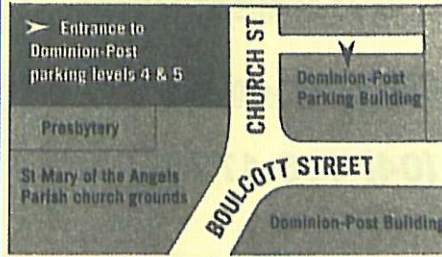 Entrance to
Dominion-Post
parking levels 4 & 5
CHURCH ST
Dominion-Post
Parking Building
Presbytery
St Mary of the Angels
Parish church grounds
BOULCOTT STREET
Dominion-Post Building